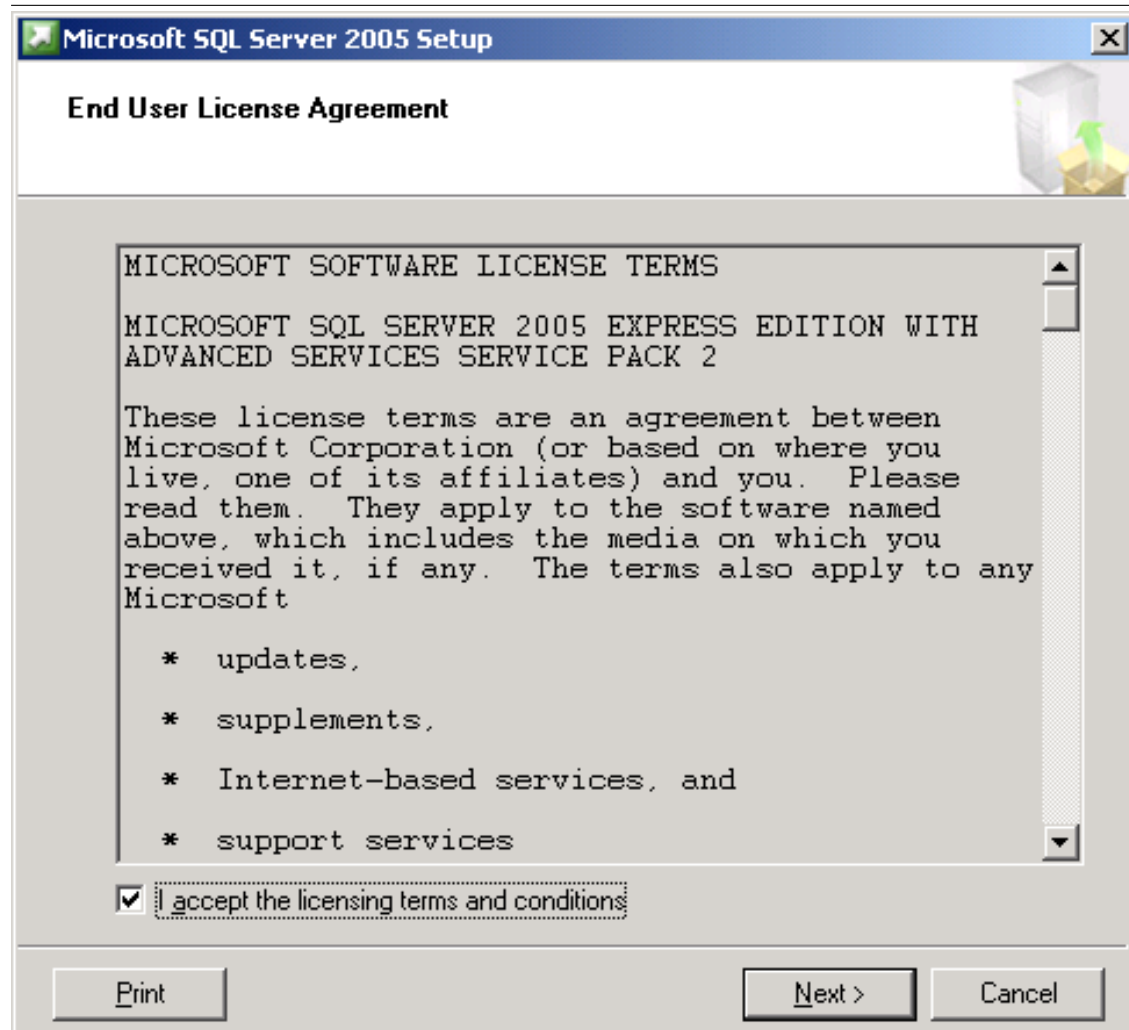 Microsoft SQL Server 2005 Setup
End User License Agreement
MICROSOFT SOFTWARE LICENSE TERMS
MICROSOFT SQL SERVER 2005 EXPRESS EDITION WITH
ADVANCED SERVICES SERVICE PACK 2
These license terms are an agreement between
Microsoft Corporation (or based on where you
live, one of its affiliates) and you.  Please
read them.  They apply to the software named
above, which includes the media on which you
received it, if any.  The terms also apply to any
Microsoft
*  updates,
*  supplements,
*  Internet-based services, and
*  support services
I accept the licensing terms and conditions
Print
Next >
Cancel